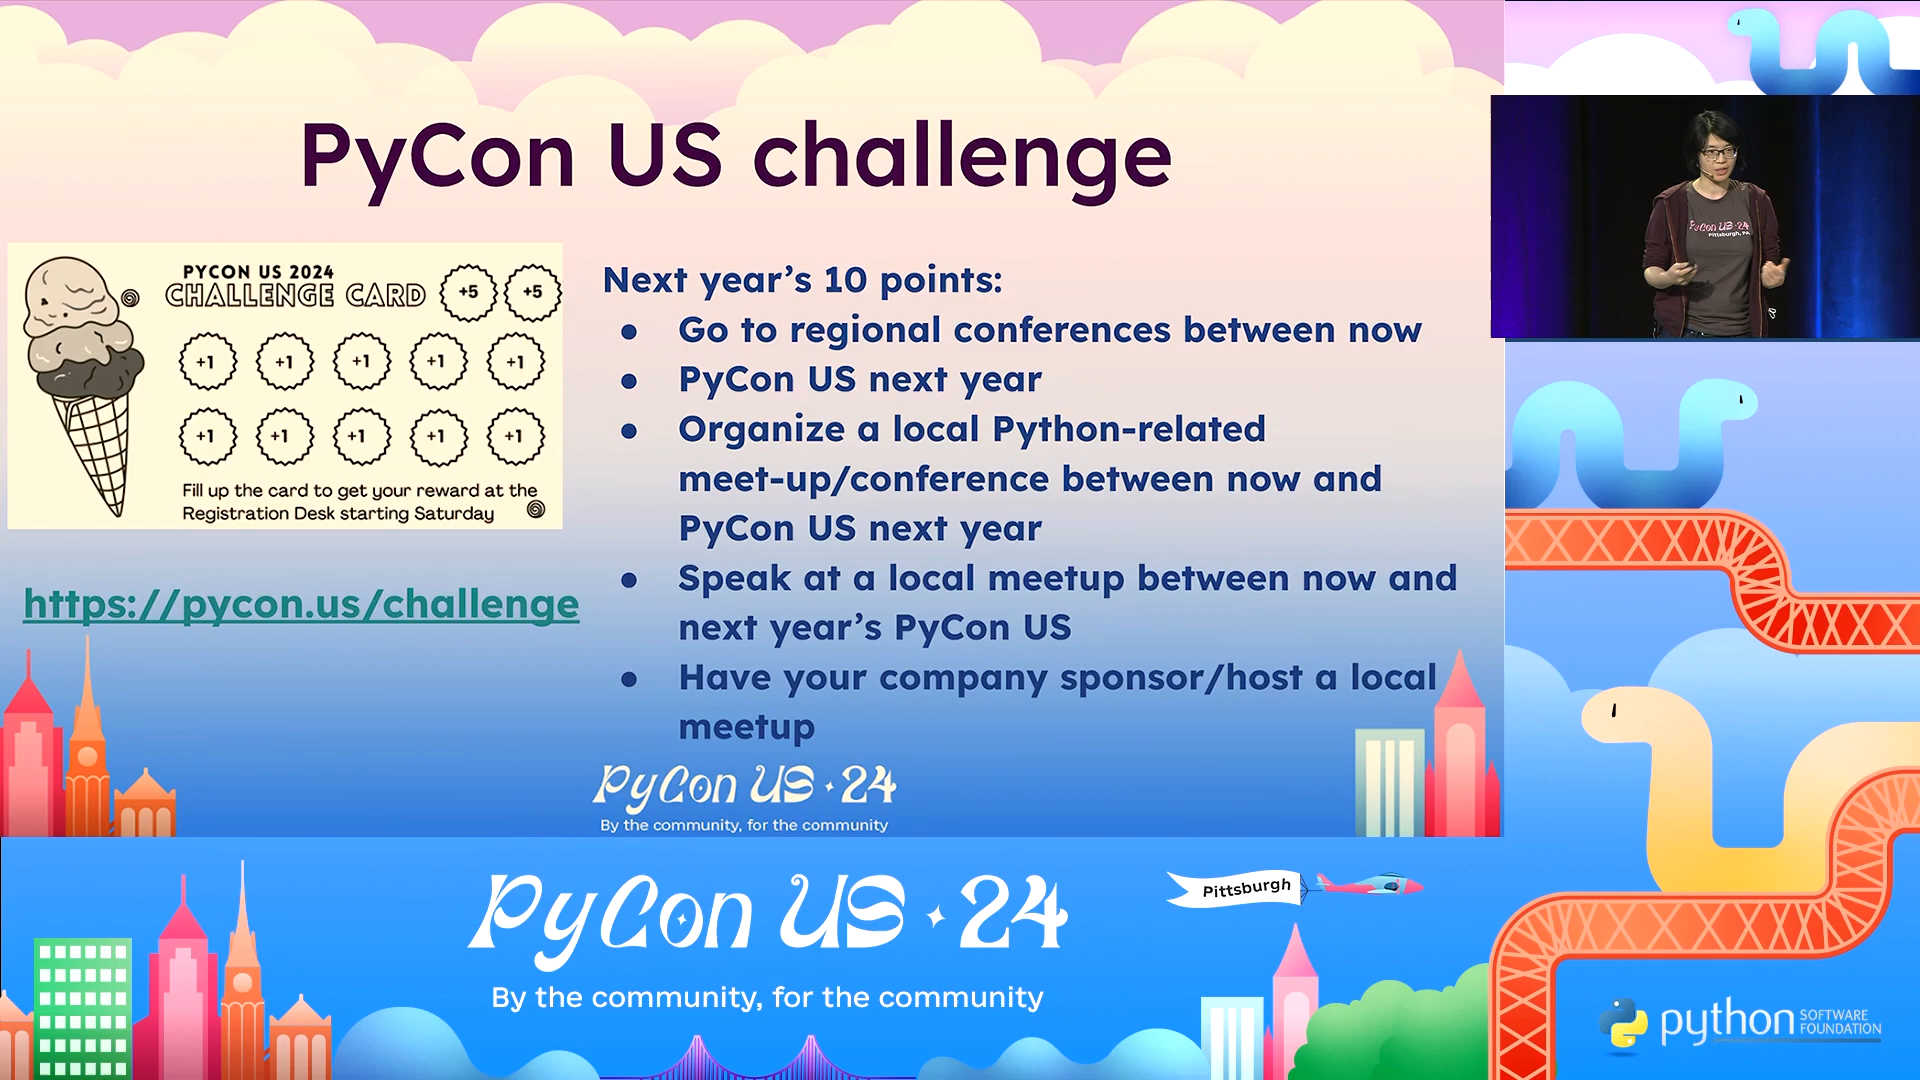 PyCon US challenge
PYCON US 2024
CHALLENGE CARD
+5 +5
+1 +1 +1 +1 +1
+1 +1 +1 +1 +1
Fill up the card to get your reward at the
Registration Desk starting Saturday
https://pycon.us/challenge
Next year’s 10 points:
● Go to regional conferences between now
● PyCon US next year
● Organize a local Python-related
meet-up/conference between now and
PyCon US next year
● Speak at a local meetup between now and
next year’s PyCon US
● Have your company sponsor/host a local
meetup
PyCon US 24
By the community, for the community
PyCon US 24
Pittsburgh, PA
PyCon US 24
By the community, for the community
Pittsburgh
python SOFTWARE
FOUNDATION